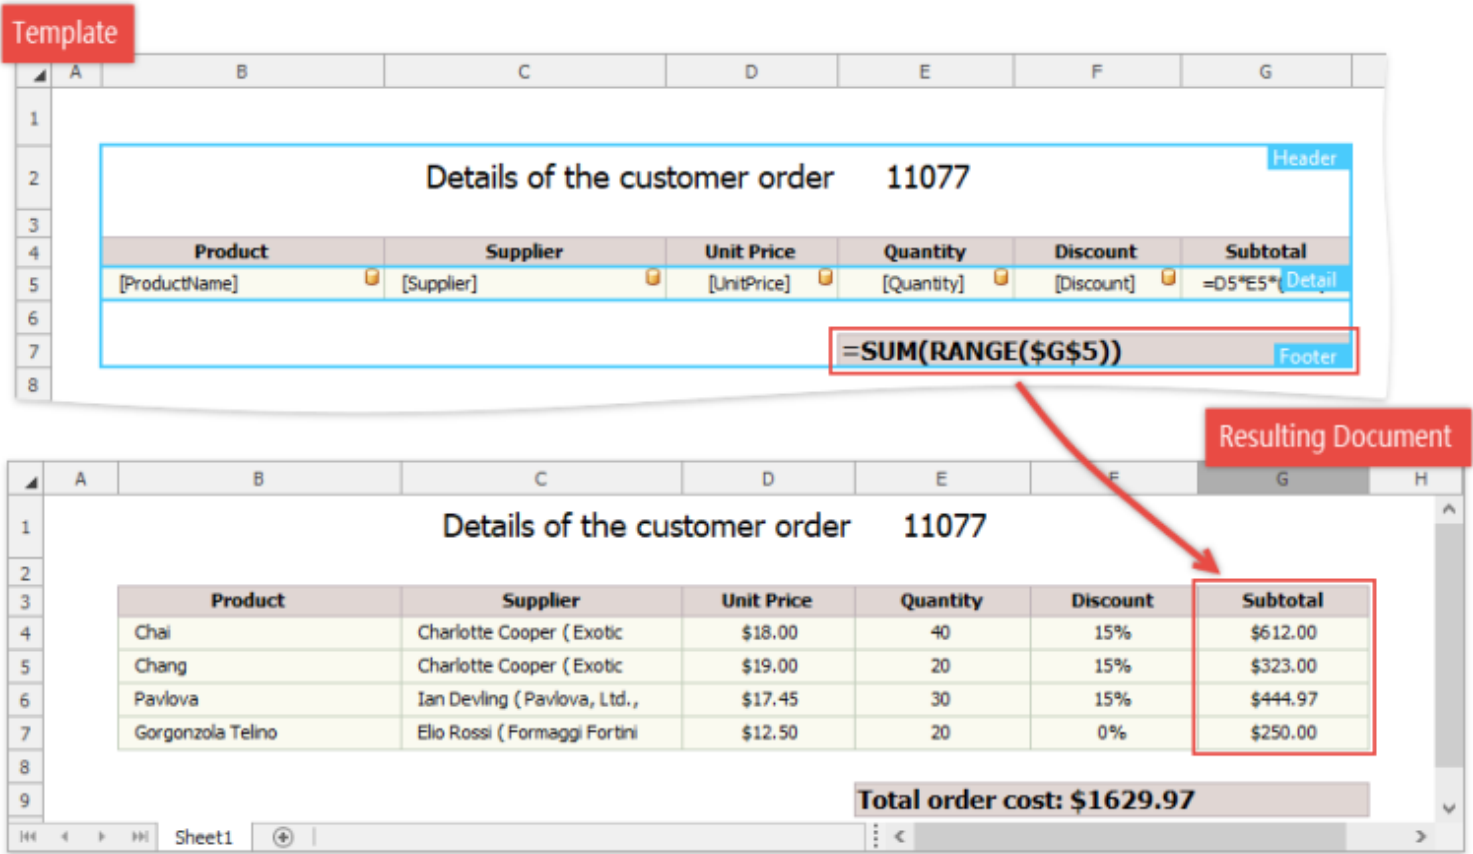 Template
A B C D E F G
1
2 Details of the customer order 11077 Header
3
4 Product Supplier Unit Price Quantity Discount Subtotal
5 [ProductName] [Supplier] [UnitPrice] [Quantity] [Discount] =D5*E5*( Detail
6
7 =SUM(RANGE($G$5)) Footer
8
Resulting Document
A B C D E F G H
1 Details of the customer order 11077
2
3 Product Supplier Unit Price Quantity Discount Subtotal
4 Chai Charlotte Cooper ( Exotic $18.00 40 15% $612.00
5 Chang Charlotte Cooper ( Exotic $19.00 20 15% $323.00
6 Pavlova Ian Devling ( Pavlova, Ltd., $17.45 30 15% $444.97
7 Gorgonzola Telino Elio Rossi ( Formaggi Fortini $12.50 20 0% $250.00
8
9 Total order cost: $1629.97
Sheet1